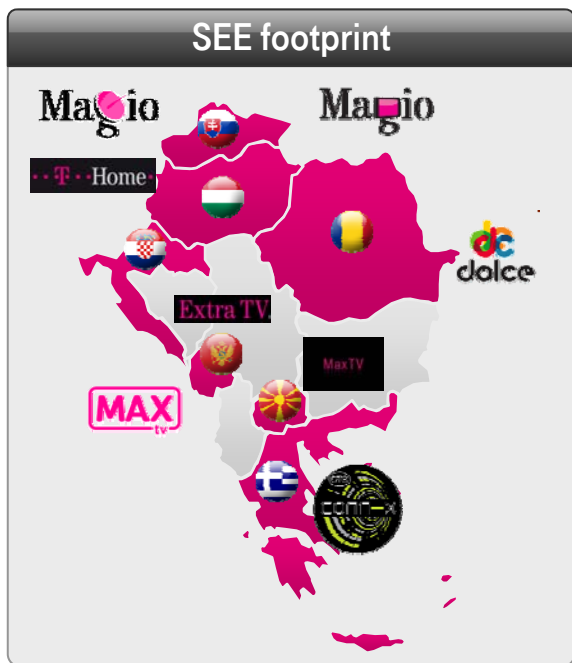 SEE footprint
Magio
Magio
··T··Home·
dolce
Extra TV
MaxTV
MAX
tv
conn-x